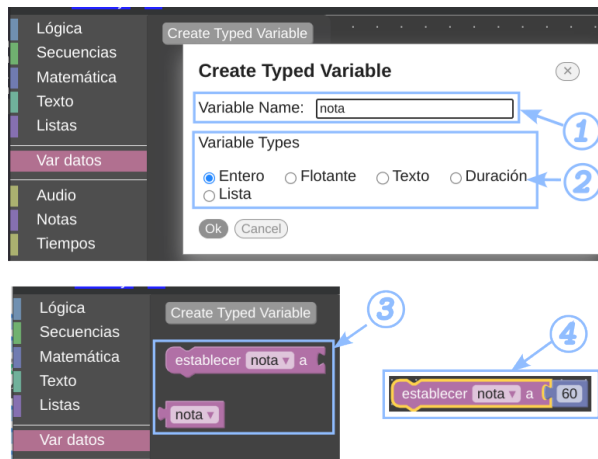 Lógica
Create Typed Variable
Secuencias
Matemática
Texto
Listas
Var datos
Audio
Notas
Tiempos
Create Typed Variable
Variable Name: nota
1
Variable Types
Entero Flotante Texto Duración
2
Lista
Ok Cancel
Lógica
Create Typed Variable
Secuencias
Matemática
Texto
Listas
Var datos
3
establecer nota a
nota
4
establecer nota a 60